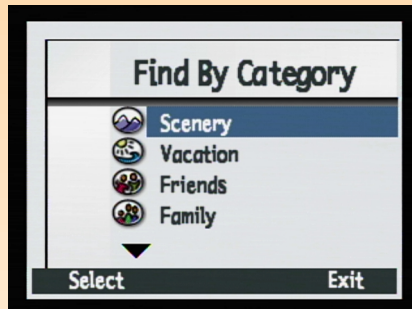 Find By Category
Scenery
Vacation
Friends
Family
Select Exit